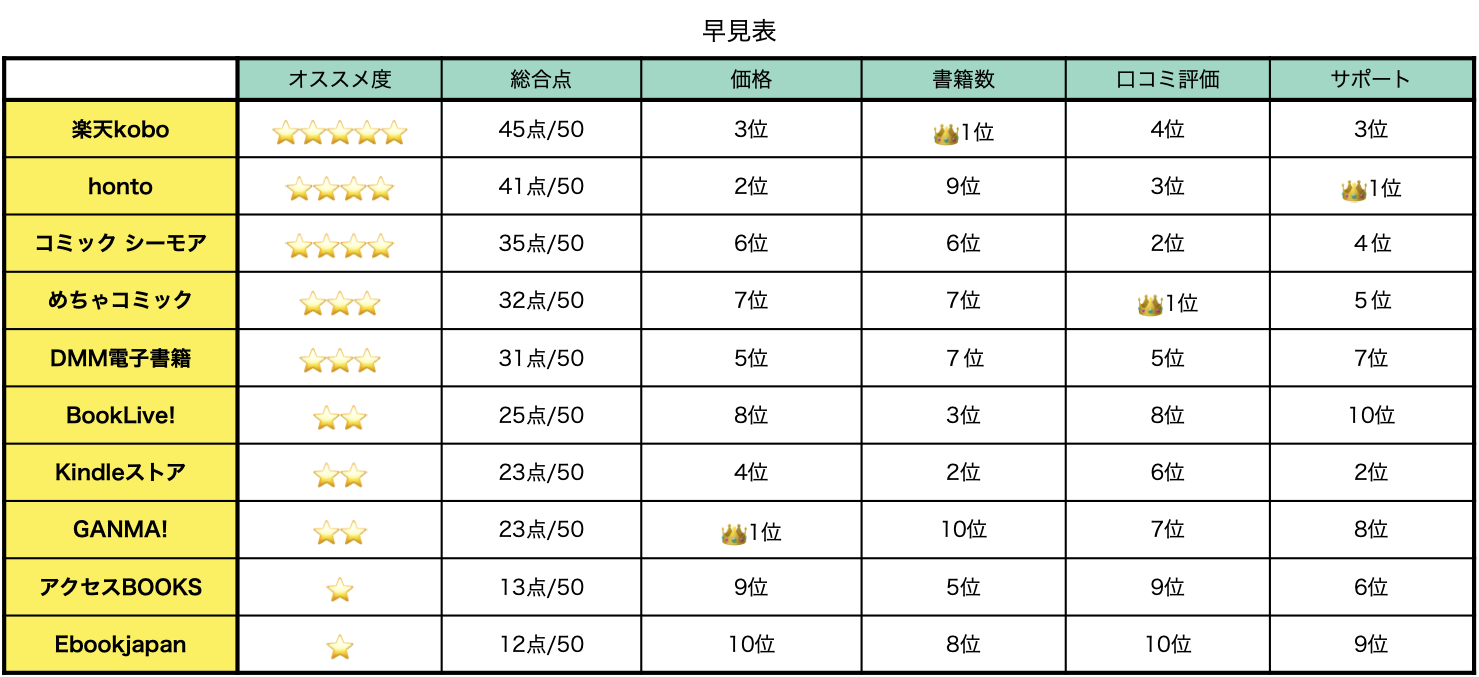 早見表
オススメ度 総合点 価格 書籍数 口コミ評価 サポート
楽天kobo ⭐⭐⭐⭐⭐ 45点/50 3位 👑1位 4位 3位
honto ⭐⭐⭐⭐ 41点/50 2位 9位 3位 👑1位
コミック シーモア ⭐⭐⭐⭐ 35点/50 6位 6位 2位 4位
めちゃコミック ⭐⭐⭐ 32点/50 7位 7位 👑1位 5位
DMM電子書籍 ⭐⭐⭐ 31点/50 5位 7位 5位 7位
BookLive! ⭐⭐ 25点/50 8位 3位 8位 10位
Kindleストア ⭐⭐ 23点/50 4位 2位 6位 2位
GANMA! ⭐⭐ 23点/50 👑1位 10位 7位 8位
アクセスBOOKS ⭐ 13点/50 9位 5位 9位 6位
Ebookjapan ⭐ 12点/50 10位 8位 10位 9位